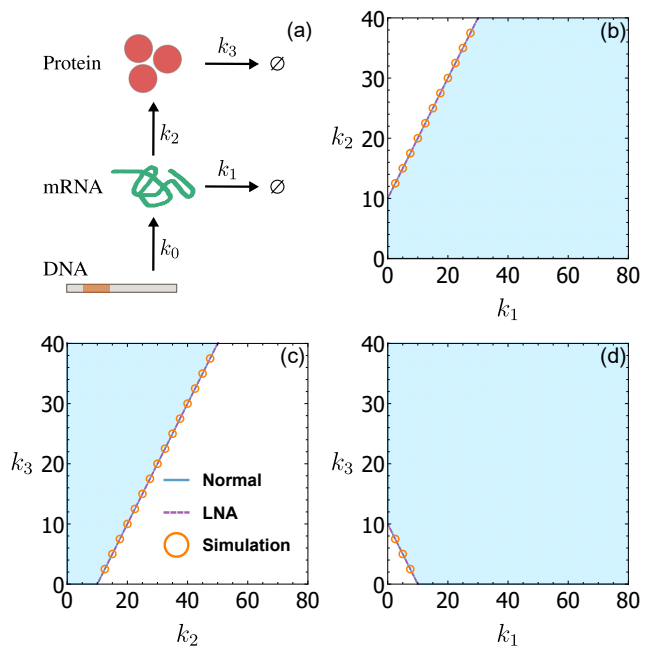 (a)
Protein
k₃
∅
k₂
mRNA
k₁
∅
k₀
DNA
(b)
40
30
20
10
0
k₂
0 20 40 60 80
k₁
(c)
40
30
20
10
0
k₃
Normal
LNA
Simulation
0 20 40 60 80
k₂
(d)
40
30
20
10
0
k₃
0 20 40 60 80
k₁